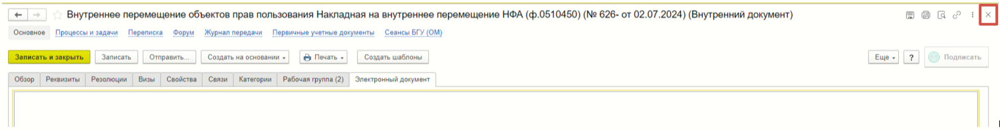 Внутреннее перемещение объектов прав пользования Накладная на внутреннее перемещение НФА (ф.0510450) (№ 626- от 02.07.2024) (Внутренний документ)
Основное Процессы и задачи Переписка Форум Журнал передачи Первичные учетные документы Сеансы БГУ (ОМ)
Записать и закрыть Записать Отправить... Создать на основании Печать Создать шаблоны Еще ? Подписать
Обзор Реквизиты Резолюции Визы Свойства Связи Категории Рабочая группа (2) Электронный документ